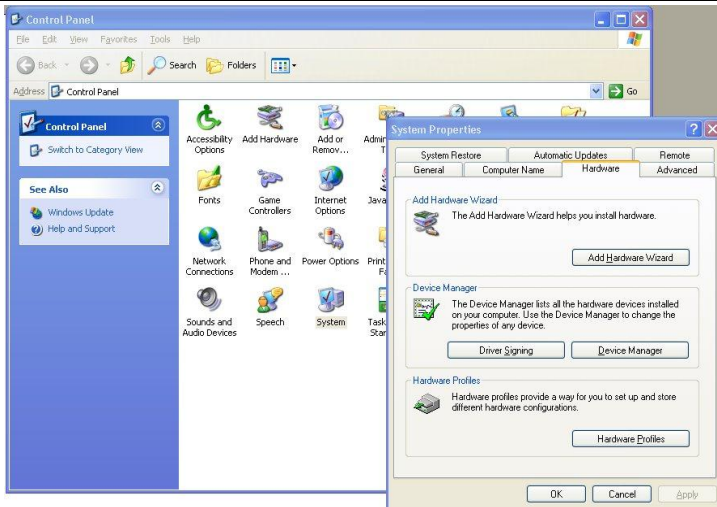 Control Panel
File Edit View Favorites Tools Help
Back Search Folders
Address Control Panel Go
Control Panel
Switch to Category View
See Also
Windows Update
Help and Support
Accessibility Options
Add Hardware
Add or Remov...
Fonts
Game Controllers
Internet Options
Java
Network Connections
Phone and Modem ...
Power Options
Print
Sounds and Audio Devices
Speech
System
Task
Star
System Properties
System Restore Automatic Updates Remote
General Computer Name Hardware Advanced
Add Hardware Wizard
The Add Hardware Wizard helps you install hardware.
Add Hardware Wizard
Device Manager
The Device Manager lists all the hardware devices installed
on your computer. Use the Device Manager to change the
properties of any device.
Driver Signing Device Manager
Hardware Profiles
Hardware profiles provide a way for you to set up and store
different hardware configurations.
Hardware Profiles
OK Cancel Apply